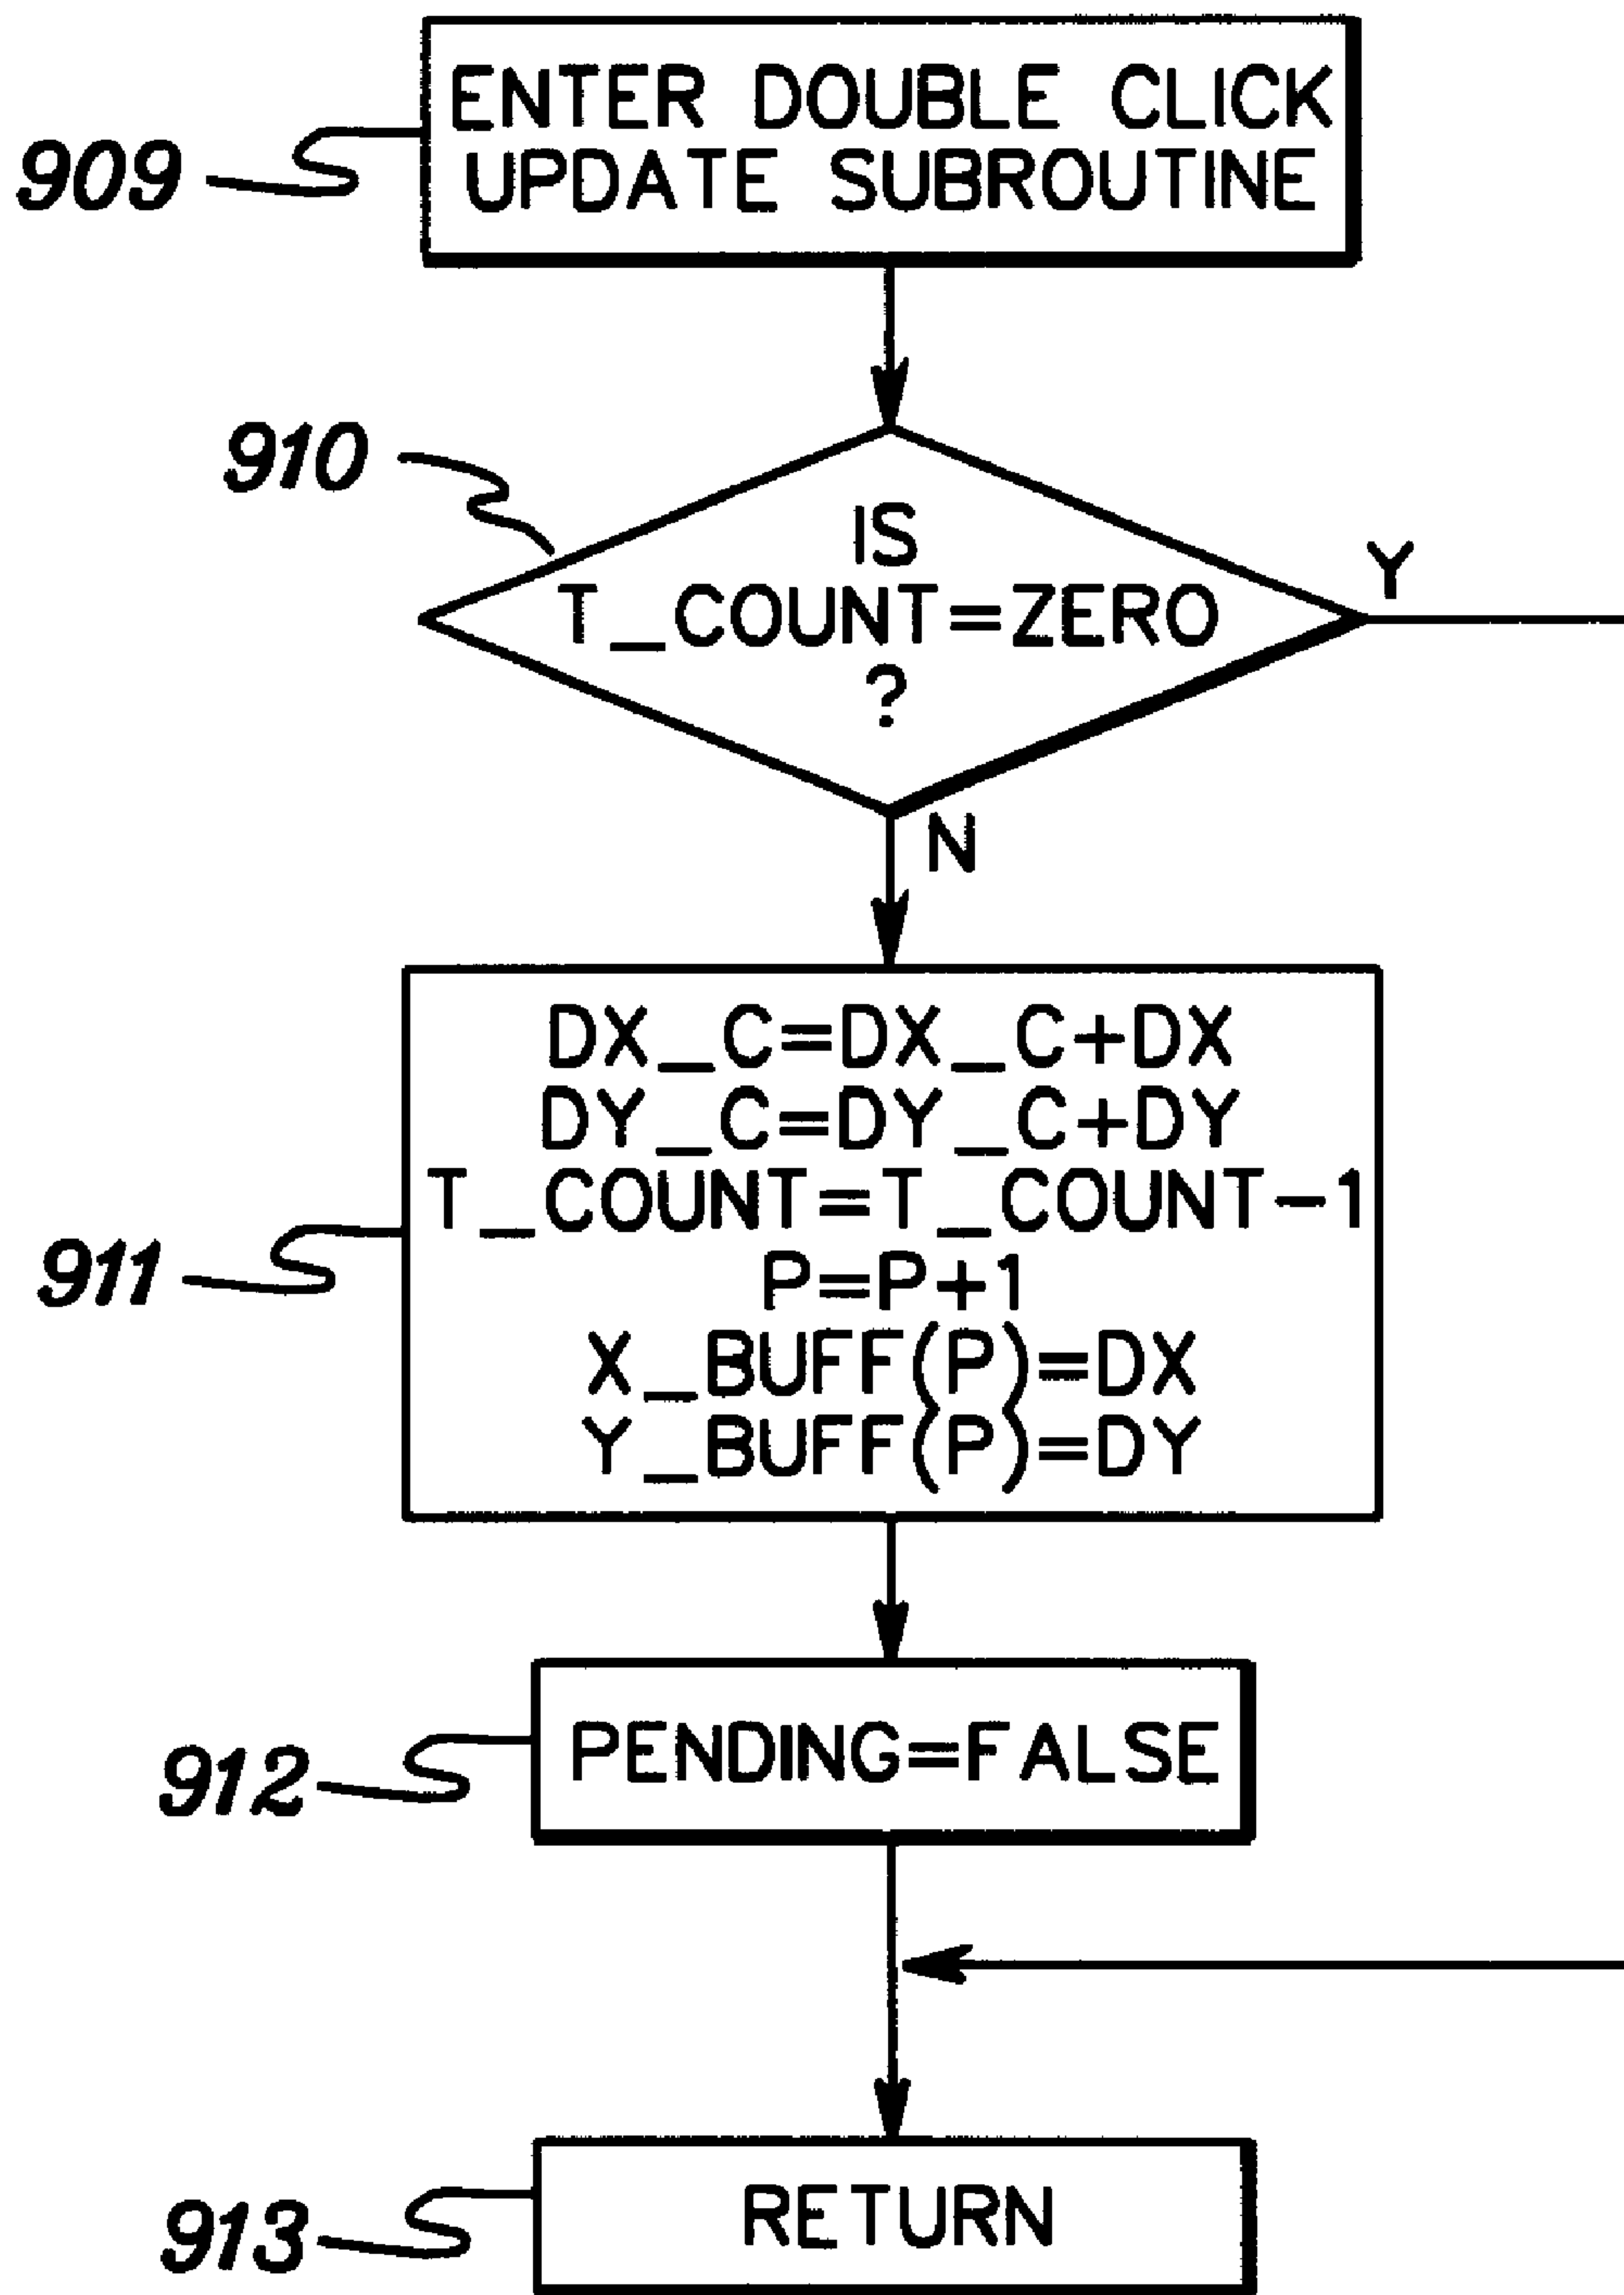 ENTER DOUBLE CLICK
UPDATE SUBROUTINE
909
910
IS
T_COUNT=ZERO
?
Y
N
DX_C=DX_C+DX
DY_C=DY_C+DY
T_COUNT=T_COUNT-1
P=P+1
X_BUFF(P)=DX
Y_BUFF(P)=DY
911
PENDING=FALSE
912
RETURN
913